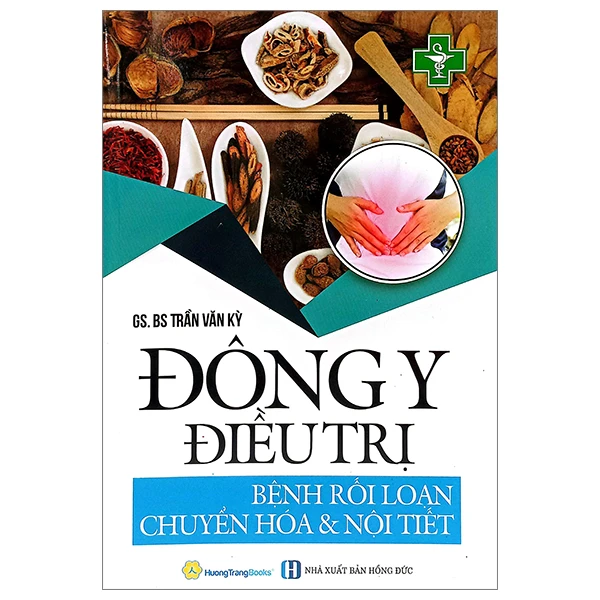 GS. BS TRẦN VĂN KỲ
ĐÔNG Y
ĐIỀU TRỊ
BỆNH RỐI LOẠN
CHUYỂN HÓA & NỘI TIẾT
HuongTrangBooks
NHÀ XUẤT BẢN HỒNG ĐỨC